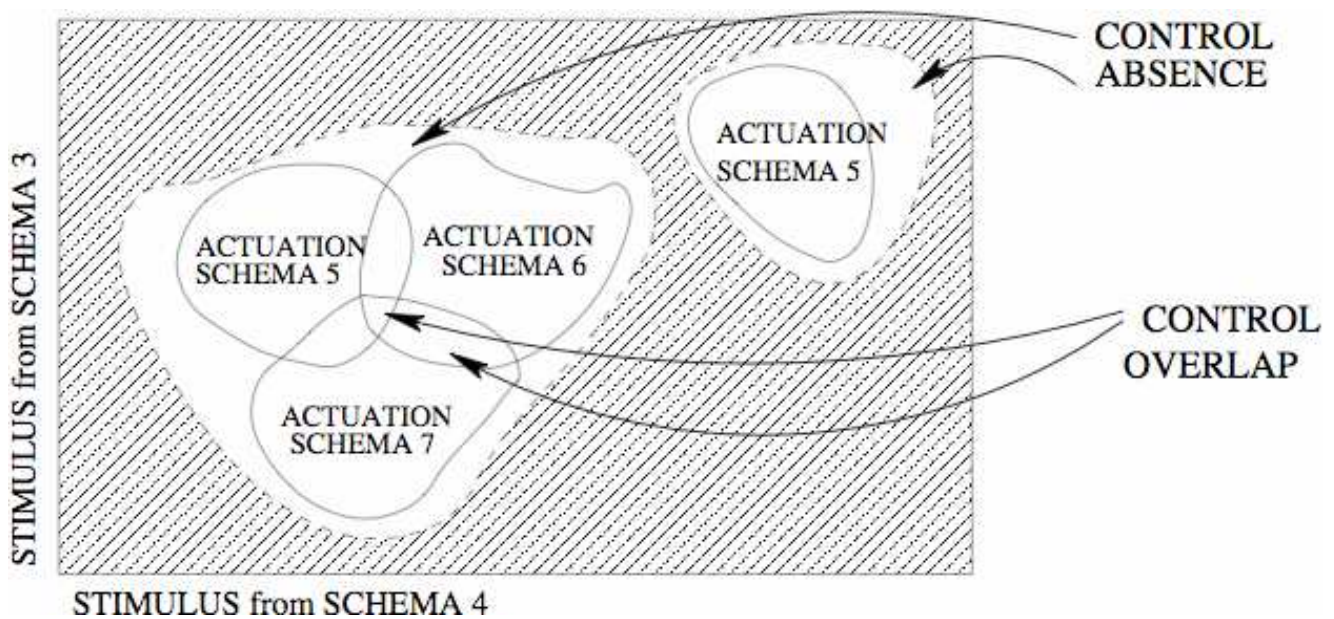 CONTROL
ABSENCE
ACTUATION
SCHEMA 5
ACTUATION
SCHEMA 5
ACTUATION
SCHEMA 6
ACTUATION
SCHEMA 7
CONTROL
OVERLAP
STIMULUS from SCHEMA 3
STIMULUS from SCHEMA 4